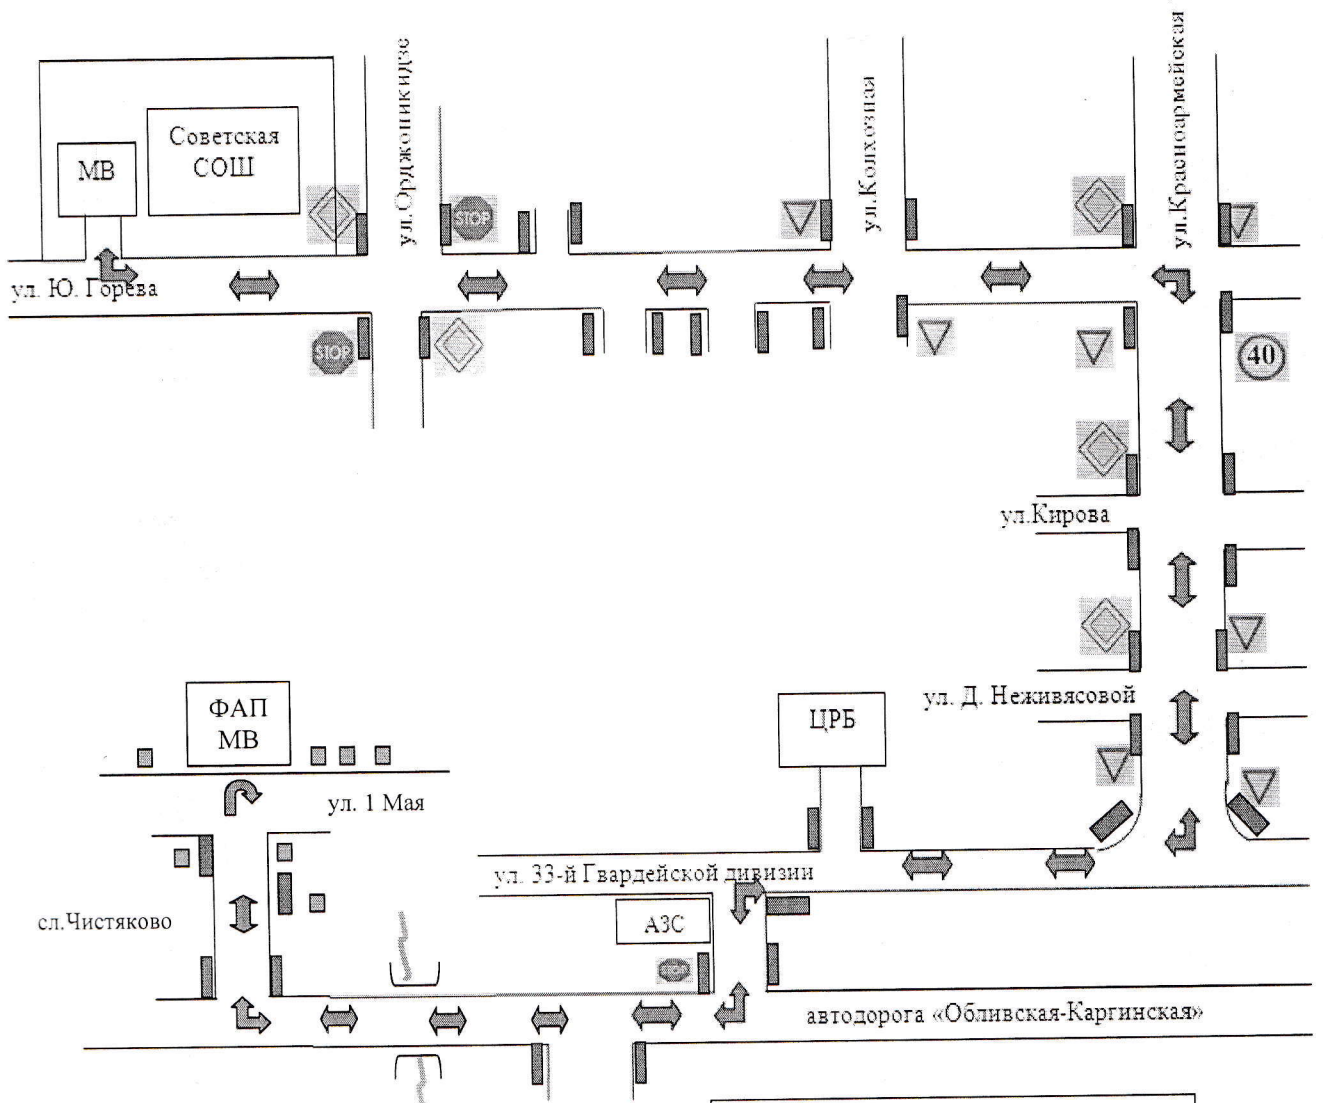 ул.Орджоникидзе
ул.Колхозная
ул.Красноармейская
Советская
СОШ
МВ
STOP
ул. Ю. Горева
STOP
40
ул.Кирова
ул. Д. Неживясовой
ФАП
МВ
ЦРБ
ул. 1 Мая
ул. 33-й Гвардейской дивизии
сл.Чистяково
АЗС
STOP
автодорога «Обливская-Каргинская»